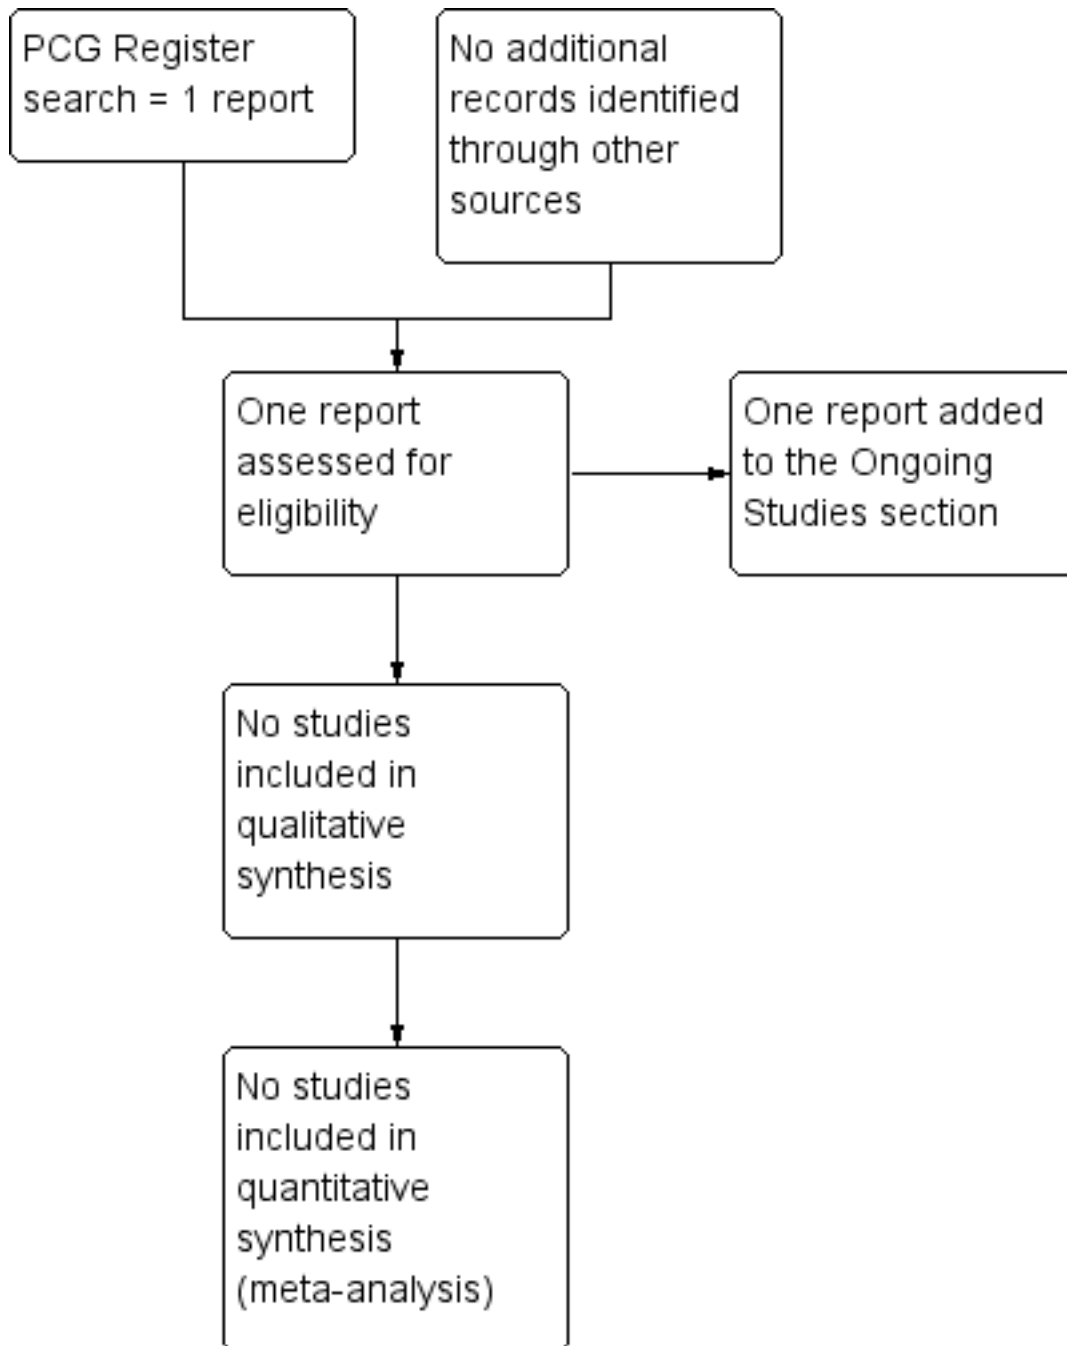 PCG Register
search = 1 report
No additional
records identified
through other
sources
One report
assessed for
eligibility
One report added
to the Ongoing
Studies section
No studies
included in
qualitative
synthesis
No studies
included in
quantitative
synthesis
(meta-analysis)